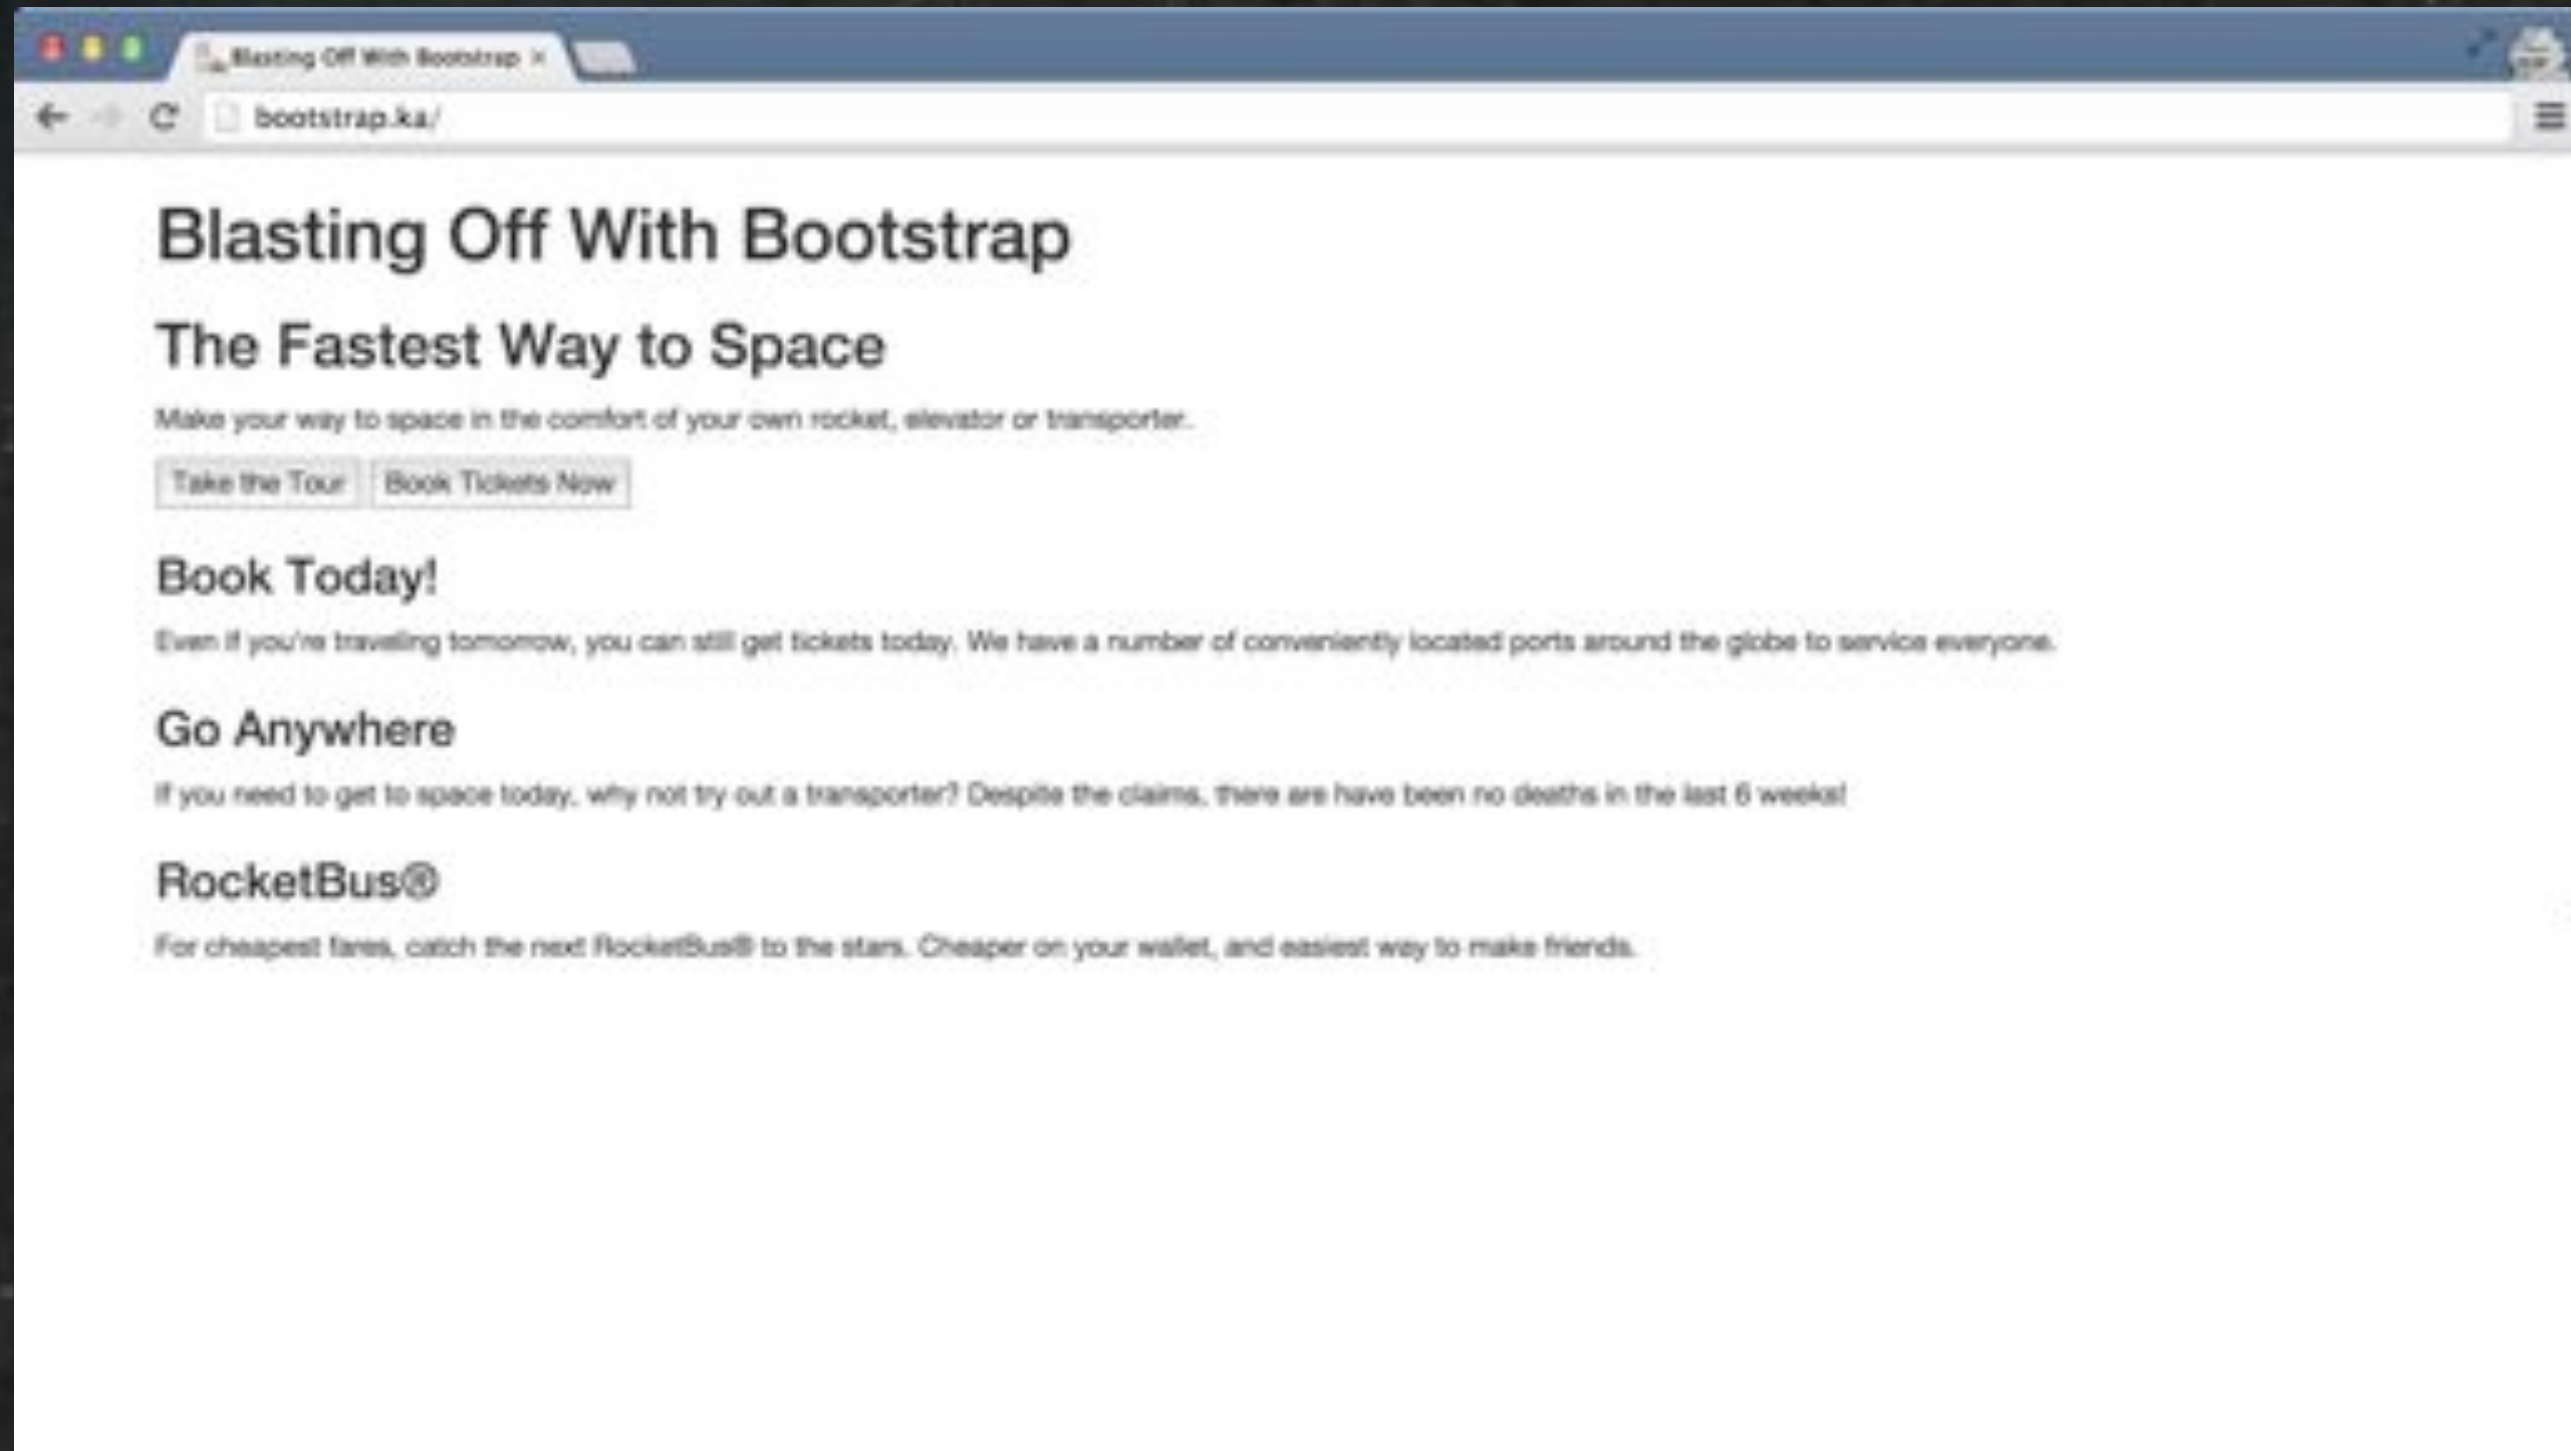 Blasting Off With Bootstrap ×
bootstrap.ka/
Blasting Off With Bootstrap
The Fastest Way to Space
Make your way to space in the comfort of your own rocket, elevator or transporter.
Take the Tour Book Tickets Now
Book Today!
Even if you're traveling tomorrow, you can still get tickets today. We have a number of conveniently located ports around the globe to service everyone.
Go Anywhere
If you need to get to space today, why not try out a transporter? Despite the claims, there are have been no deaths in the last 6 weeks!
RocketBus®
For cheapest fares, catch the next RocketBus® to the stars. Cheaper on your wallet, and easiest way to make friends.